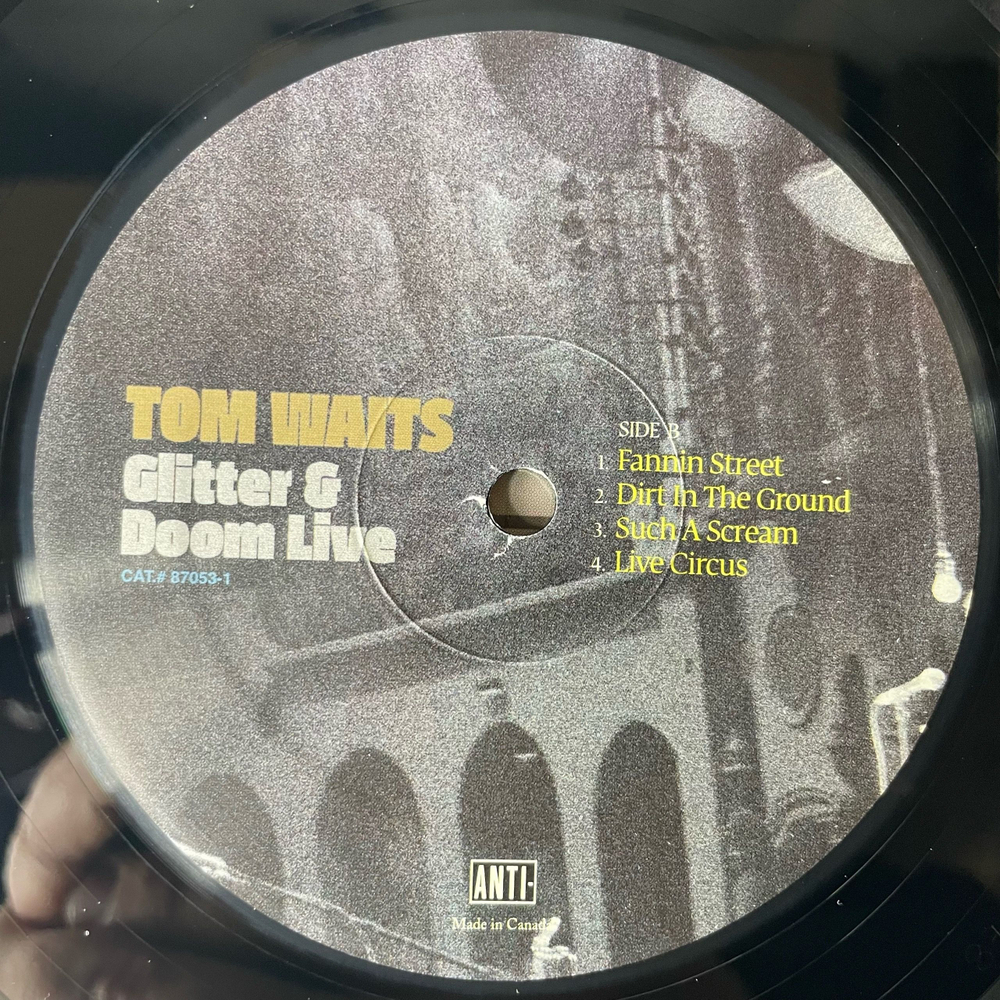 TOM WAITS
Glitter &
Doom Live
CAT.# 87053-1
SIDE B
1. Fannin Street
2. Dirt In The Ground
3. Such A Scream
4. Live Circus
ANTI-
Made in Canada